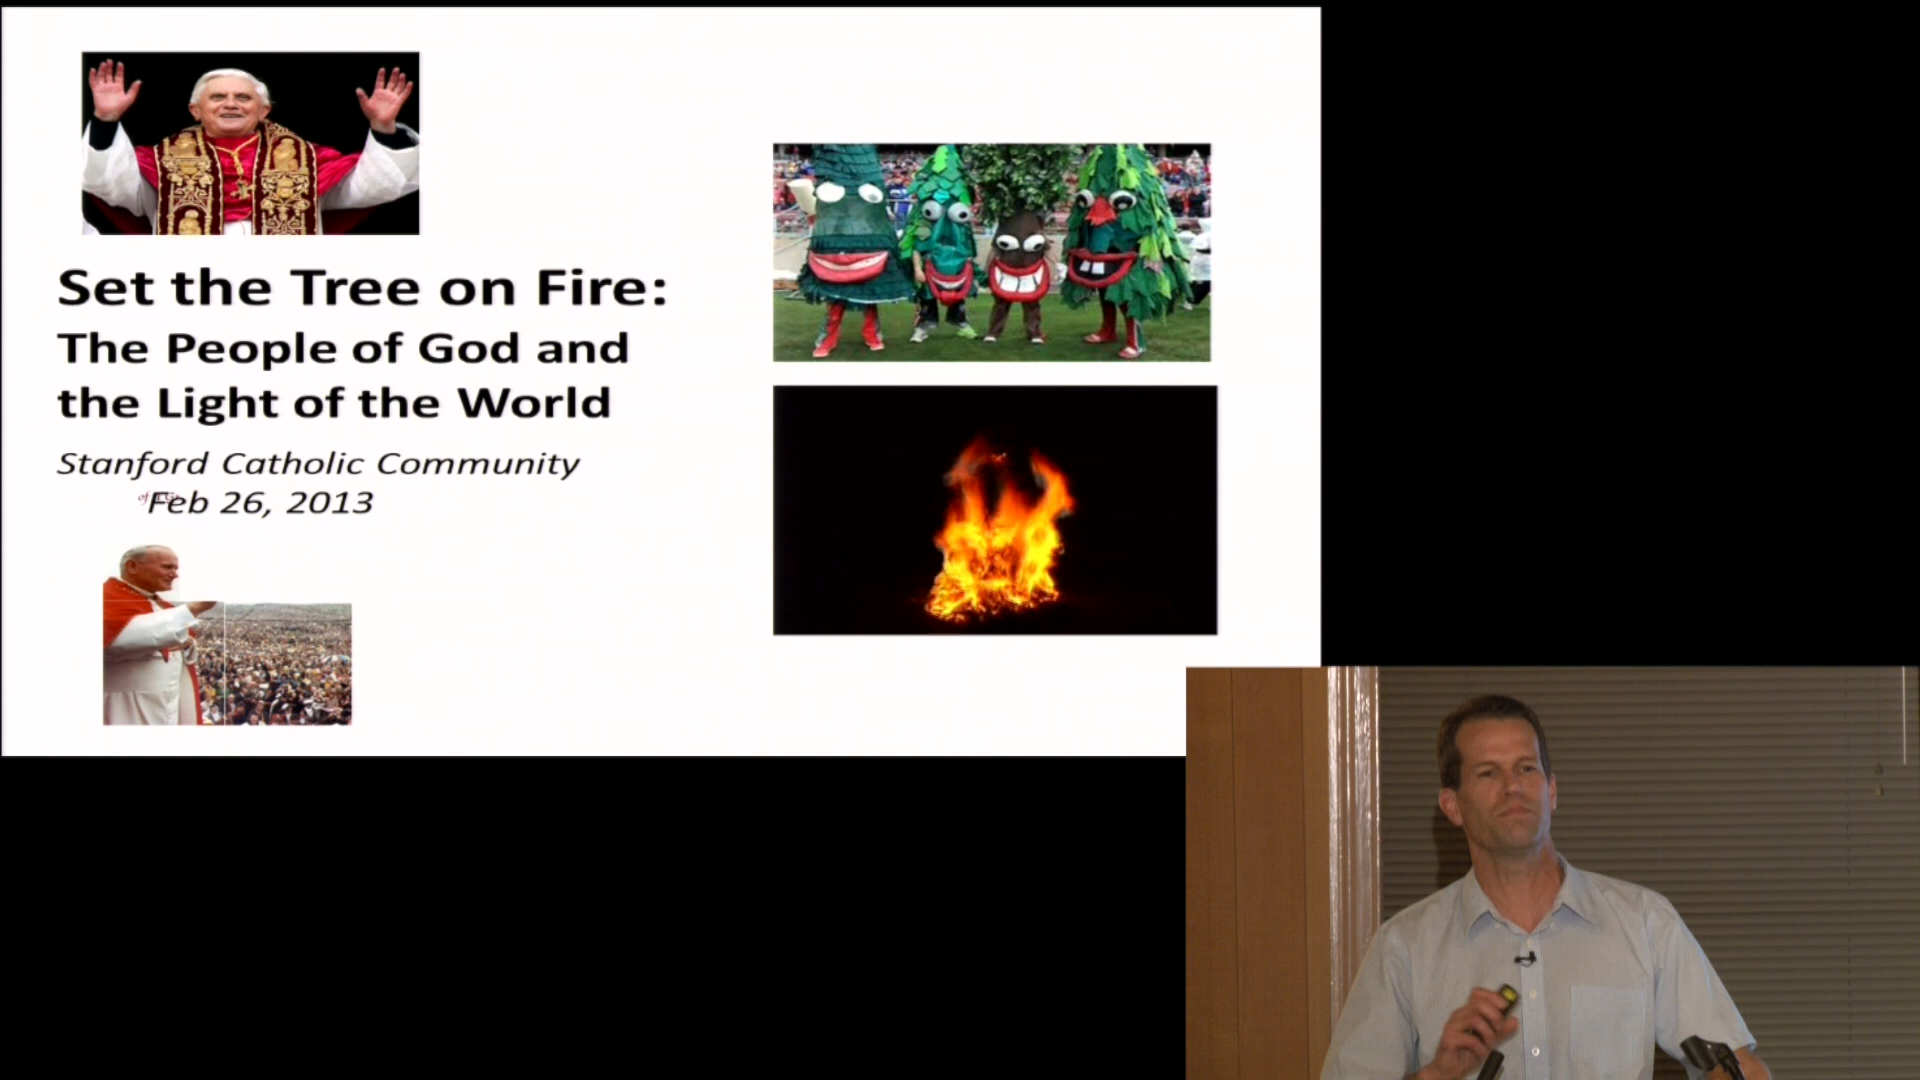 Set the Tree on Fire:
The People of God and
the Light of the World
Stanford Catholic Community
Feb 26, 2013